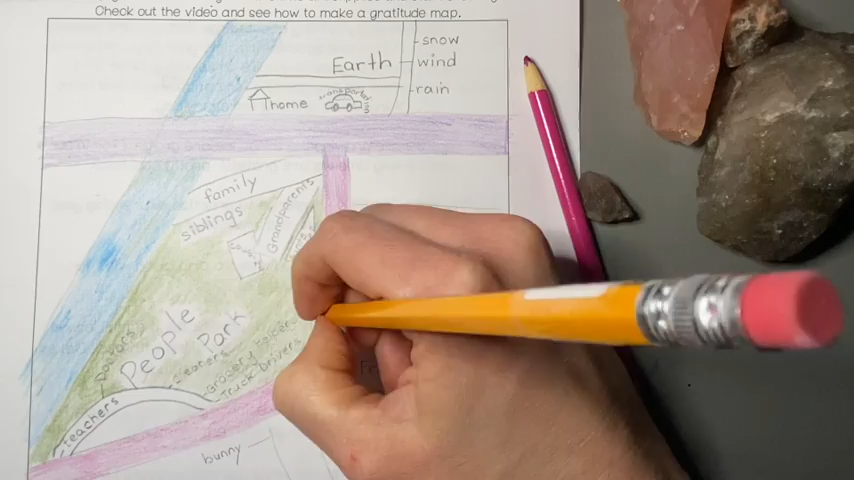 Check out the video and see how to make a gratitude map.
snow
Earth
wind
rain
home
family
siblings
Grandparents
People
Park
Doctors
Cleaners
Grocery
Truck Drivers
teachers
bunny